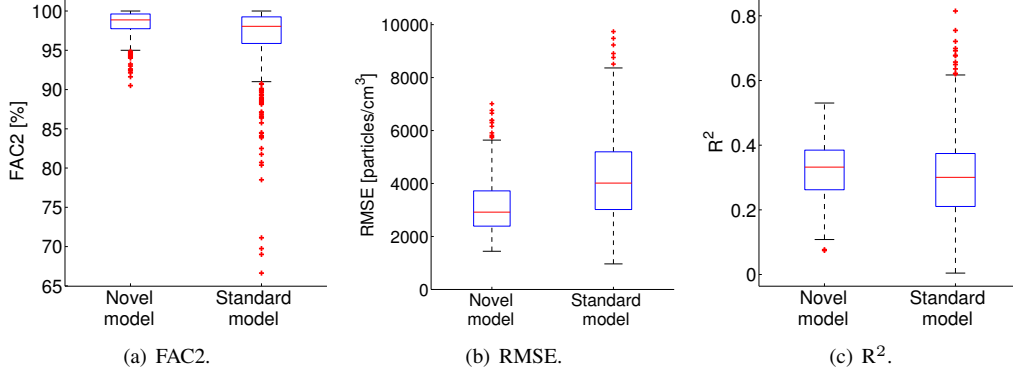 FAC2 [%]
100
95
90
85
80
75
70
65
Novel model
Standard model
(a) FAC2.
RMSE [particles/cm³]
10000
8000
6000
4000
2000
0
Novel model
Standard model
(b) RMSE.
R²
0.8
0.6
0.4
0.2
0
Novel model
Standard model
(c) R².